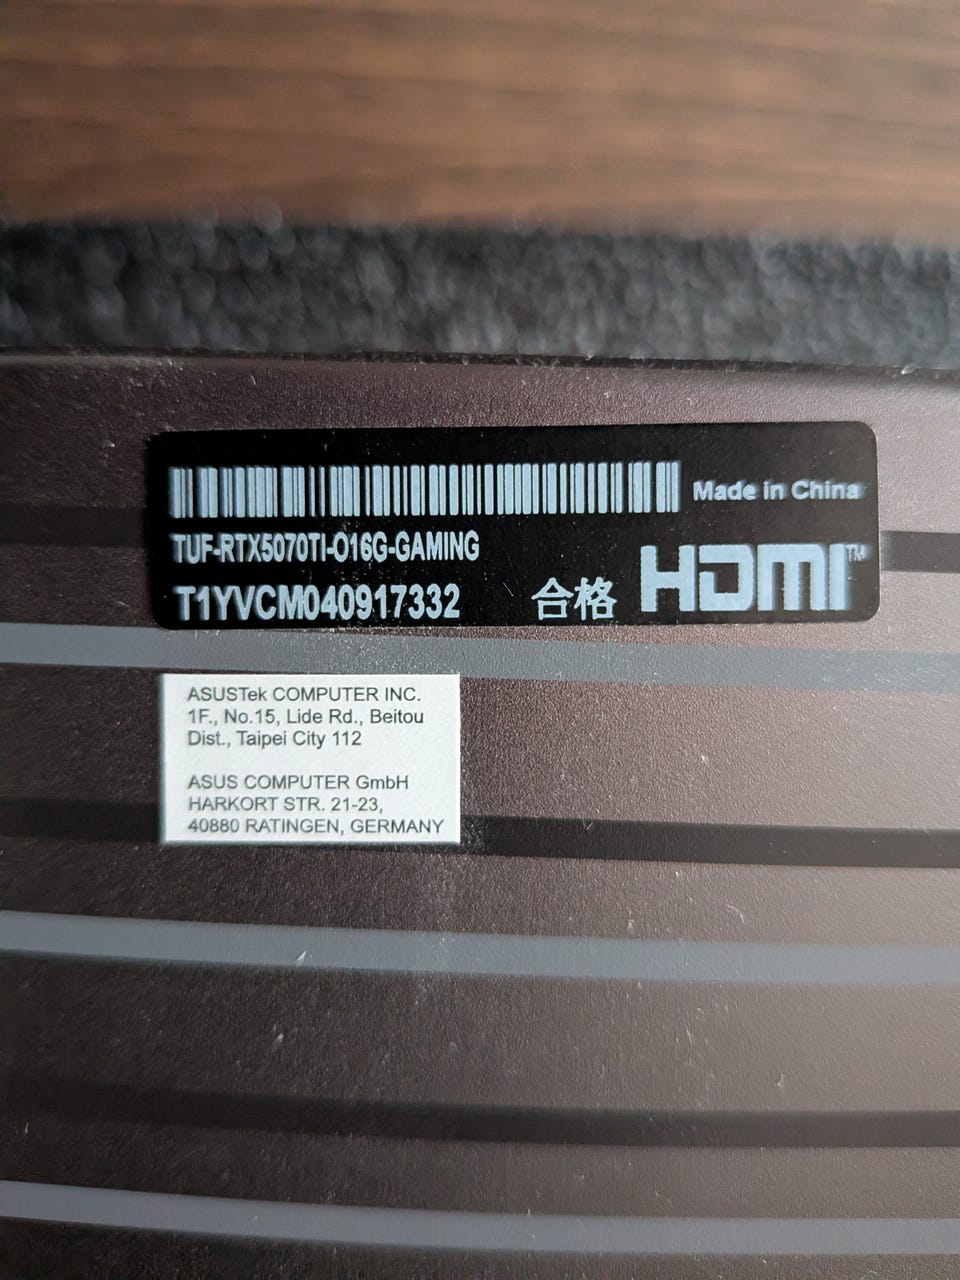 Made in China
TUF-RTX5070TI-O16G-GAMING
T1YVCM040917332
合格
HDMI™
ASUSTek COMPUTER INC.
1F., No.15, Lide Rd., Beitou
Dist., Taipei City 112
ASUS COMPUTER GmbH
HARKORT STR. 21-23,
40880 RATINGEN, GERMANY